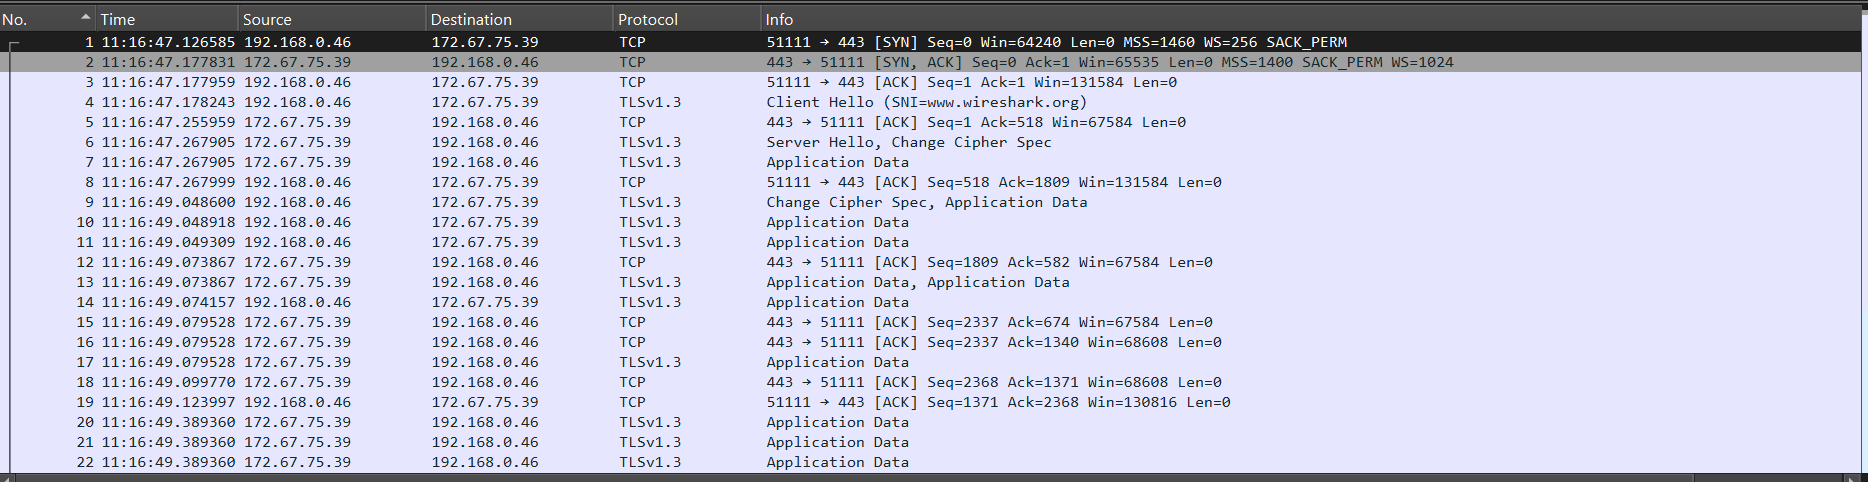 No. Time Source Destination Protocol Info
1 11:16:47.126585 192.168.0.46 172.67.75.39 TCP 51111 → 443 [SYN] Seq=0 Win=64240 Len=0 MSS=1460 WS=256 SACK_PERM
2 11:16:47.177831 172.67.75.39 192.168.0.46 TCP 443 → 51111 [SYN, ACK] Seq=0 Ack=1 Win=65535 Len=0 MSS=1400 SACK_PERM WS=1024
3 11:16:47.177959 192.168.0.46 172.67.75.39 TCP 51111 → 443 [ACK] Seq=1 Ack=1 Win=131584 Len=0
4 11:16:47.178243 192.168.0.46 172.67.75.39 TLSv1.3 Client Hello (SNI=www.wireshark.org)
5 11:16:47.255959 172.67.75.39 192.168.0.46 TCP 443 → 51111 [ACK] Seq=1 Ack=518 Win=67584 Len=0
6 11:16:47.267905 172.67.75.39 192.168.0.46 TLSv1.3 Server Hello, Change Cipher Spec
7 11:16:47.267905 172.67.75.39 192.168.0.46 TLSv1.3 Application Data
8 11:16:47.267999 192.168.0.46 172.67.75.39 TCP 51111 → 443 [ACK] Seq=518 Ack=1809 Win=131584 Len=0
9 11:16:49.048600 192.168.0.46 172.67.75.39 TLSv1.3 Change Cipher Spec, Application Data
10 11:16:49.048918 192.168.0.46 172.67.75.39 TLSv1.3 Application Data
11 11:16:49.049309 192.168.0.46 172.67.75.39 TLSv1.3 Application Data
12 11:16:49.073867 172.67.75.39 192.168.0.46 TCP 443 → 51111 [ACK] Seq=1809 Ack=582 Win=67584 Len=0
13 11:16:49.073867 172.67.75.39 192.168.0.46 TLSv1.3 Application Data, Application Data
14 11:16:49.074157 192.168.0.46 172.67.75.39 TLSv1.3 Application Data
15 11:16:49.079528 172.67.75.39 192.168.0.46 TCP 443 → 51111 [ACK] Seq=2337 Ack=674 Win=67584 Len=0
16 11:16:49.079528 172.67.75.39 192.168.0.46 TCP 443 → 51111 [ACK] Seq=2337 Ack=1340 Win=68608 Len=0
17 11:16:49.079528 172.67.75.39 192.168.0.46 TLSv1.3 Application Data
18 11:16:49.099770 172.67.75.39 192.168.0.46 TCP 443 → 51111 [ACK] Seq=2368 Ack=1371 Win=68608 Len=0
19 11:16:49.123997 192.168.0.46 172.67.75.39 TCP 51111 → 443 [ACK] Seq=1371 Ack=2368 Win=130816 Len=0
20 11:16:49.389360 172.67.75.39 192.168.0.46 TLSv1.3 Application Data
21 11:16:49.389360 172.67.75.39 192.168.0.46 TLSv1.3 Application Data
22 11:16:49.389360 172.67.75.39 192.168.0.46 TLSv1.3 Application Data